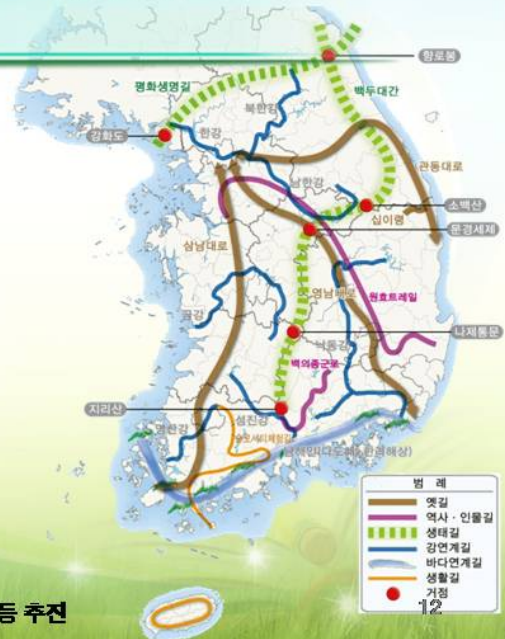 향로봉
평화생명길
백두대간
북한강
강화도
한강
관동대로
남한강
소백산
십이령
문경세제
삼남대로
영남대로
원효트레일
금강
나제통문
낙동강
백의종군로
지리산
섬진강
영산강
범 례
옛길
역사 · 인물길
생태길
강연계길
바다연계길
생활길
거점
등 추진
12